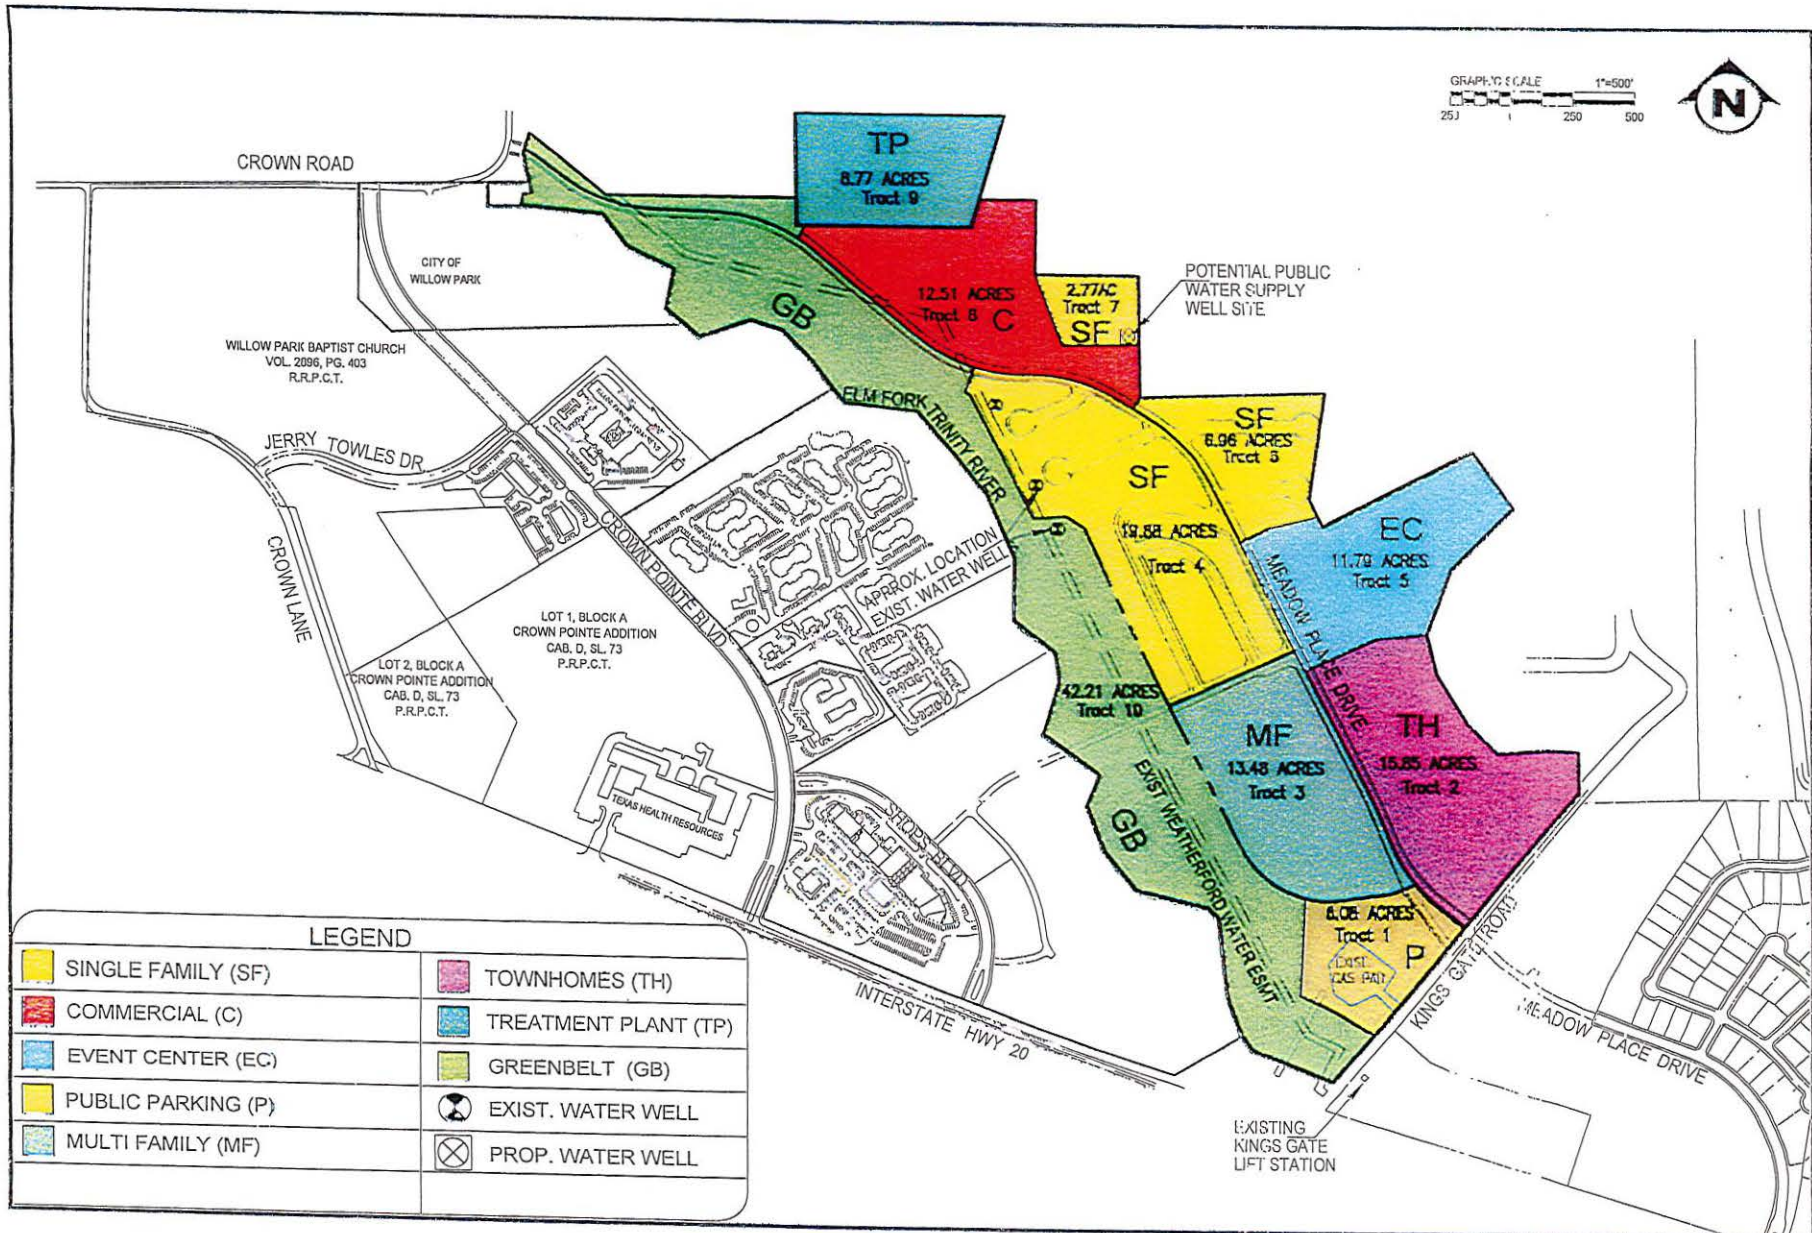 GRAPHIC SCALE 1"=500'
250 250 500
N
CROWN ROAD
TP
8.77 ACRES
Tract 9
CITY OF
WILLOW PARK
12.51 ACRES
Tract 8
C
2.77AC
Tract 7
SF
POTENTIAL PUBLIC
WATER SUPPLY
WELL SITE
GB
WILLOW PARK BAPTIST CHURCH
VOL. 2096, PG. 403
R.R.P.C.T.
ELM FORK TRINITY RIVER
SF
6.96 ACRES
JERRY TOWLES DR
SF
19.88 ACRES
Tract 4
EC
11.79 ACRES
Tract 5
CROWN LANE
CROWN POINTE BLVD
APPROX. LOCATION
EXIST. WATER WELL
MEADOW PLACE DRIVE
LOT 1, BLOCK A
CROWN POINTE ADDITION
CAB. D, SL. 73
P.R.P.C.T.
LOT 2, BLOCK A
CROWN POINTE ADDITION
CAB. D, SL. 73
P.R.P.C.T.
42.21 ACRES
Tract 10
MF
13.48 ACRES
Tract 3
TH
15.85 ACRES
Tract 2
EXIST WEATHERFORD WATER ESMT
GB
TEXAS HEALTH RESOURCES
SHOPS BLVD
6.06 ACRES
Tract 1
P
EXIST.
GAS PAD
KINGS GATE ROAD
MEADOW PLACE DRIVE
INTERSTATE HWY 20
EXISTING
KINGS GATE
LIFT STATION
LEGEND
SINGLE FAMILY (SF)
COMMERCIAL (C)
EVENT CENTER (EC)
PUBLIC PARKING (P)
MULTI FAMILY (MF)
TOWNHOMES (TH)
TREATMENT PLANT (TP)
GREENBELT (GB)
EXIST. WATER WELL
PROP. WATER WELL